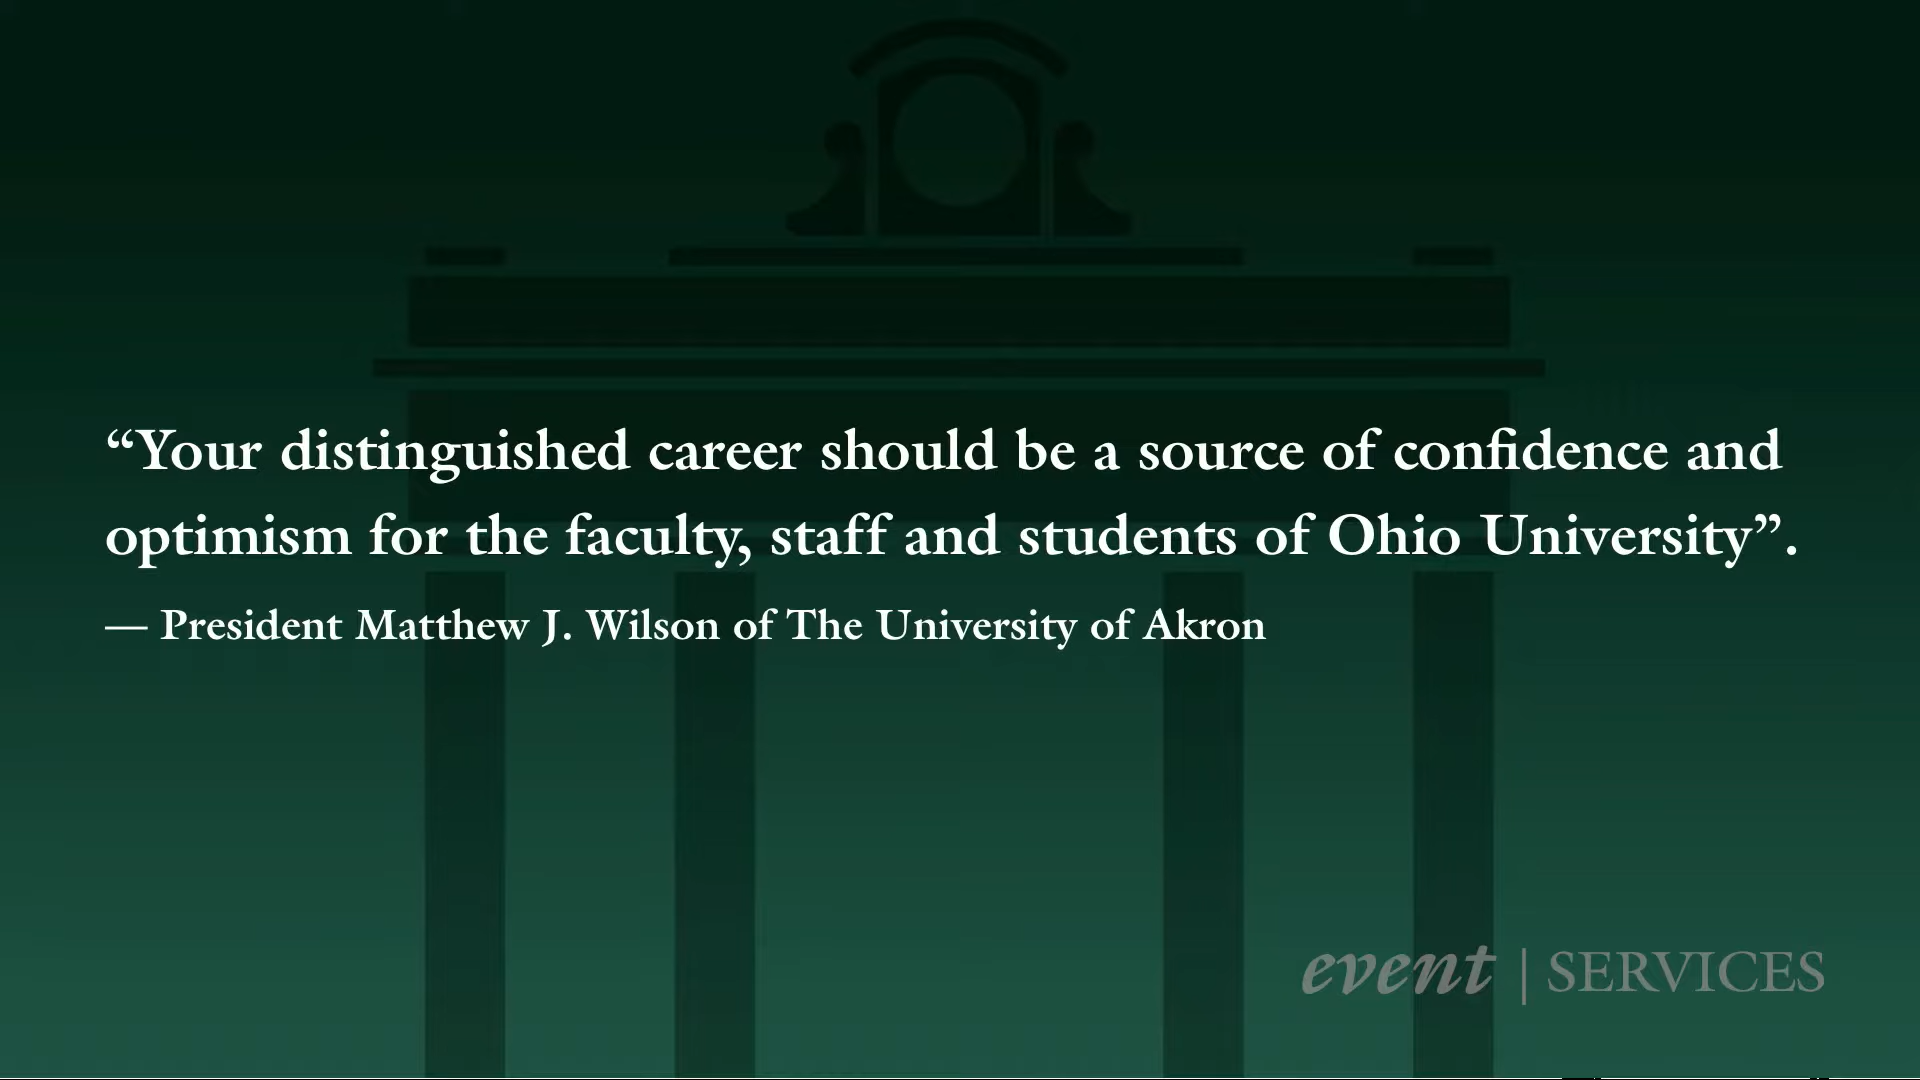 “Your distinguished career should be a source of confidence and
optimism for the faculty, staff and students of Ohio University”.
— President Matthew J. Wilson of The University of Akron
event | SERVICES